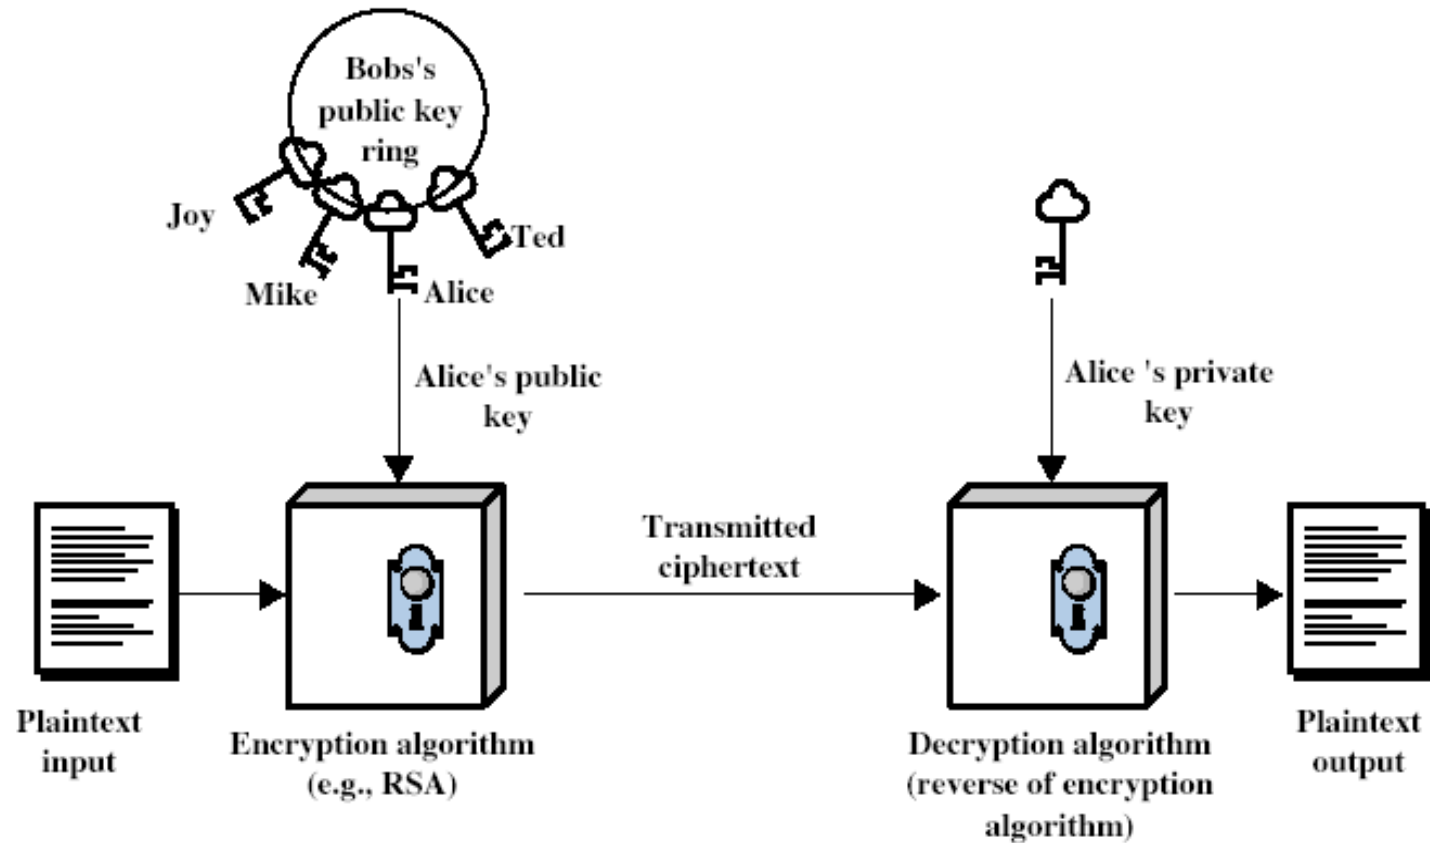 Bobs's
public key
ring
Joy
Ted
Mike
Alice
Alice's public
key
Alice 's private
key
Transmitted
ciphertext
Plaintext
input
Encryption algorithm
(e.g., RSA)
Decryption algorithm
(reverse of encryption
algorithm)
Plaintext
output